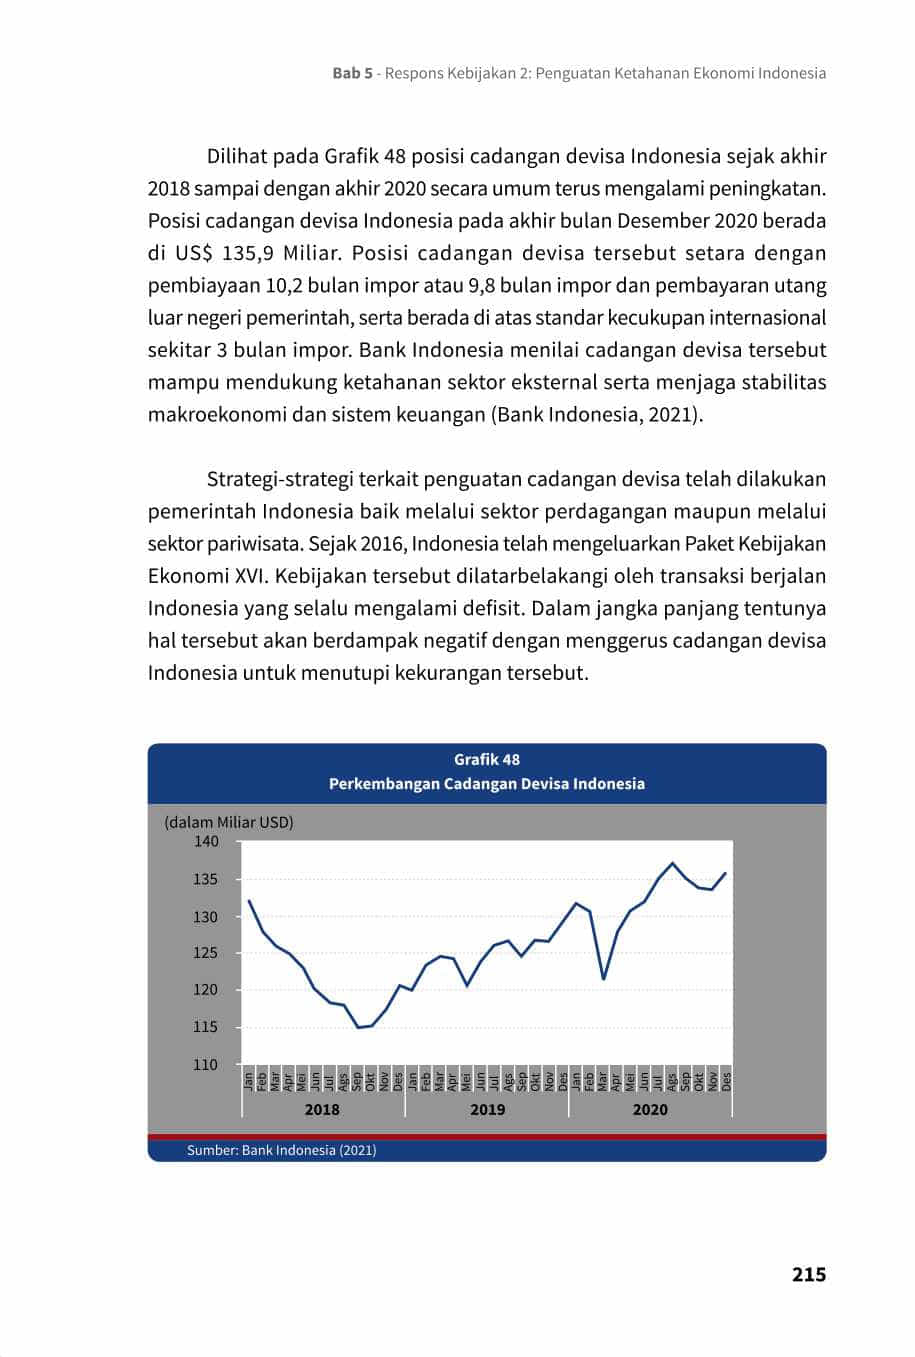 Bab 5 - Respons Kebijakan 2: Penguatan Ketahanan Ekonomi Indonesia
Dilihat pada Grafik 48 posisi cadangan devisa Indonesia sejak akhir
2018 sampai dengan akhir 2020 secara umum terus mengalami peningkatan.
Posisi cadangan devisa Indonesia pada akhir bulan Desember 2020 berada
di US$ 135,9 Miliar. Posisi cadangan devisa tersebut setara dengan
pembiayaan 10,2 bulan impor atau 9,8 bulan impor dan pembayaran utang
luar negeri pemerintah, serta berada di atas standar kecukupan internasional
sekitar 3 bulan impor. Bank Indonesia menilai cadangan devisa tersebut
mampu mendukung ketahanan sektor eksternal serta menjaga stabilitas
makroekonomi dan sistem keuangan (Bank Indonesia, 2021).
Strategi-strategi terkait penguatan cadangan devisa telah dilakukan
pemerintah Indonesia baik melalui sektor perdagangan maupun melalui
sektor pariwisata. Sejak 2016, Indonesia telah mengeluarkan Paket Kebijakan
Ekonomi XVI. Kebijakan tersebut dilatarbelakangi oleh transaksi berjalan
Indonesia yang selalu mengalami defisit. Dalam jangka panjang tentunya
hal tersebut akan berdampak negatif dengan menggerus cadangan devisa
Indonesia untuk menutupi kekurangan tersebut.
Grafik 48
Perkembangan Cadangan Devisa Indonesia
(dalam Miliar USD)
140
135
130
125
120
115
110
Jan Feb Mar Apr Mei Jun Jul Ags Sep Okt Nov Des Jan Feb Mar Apr Mei Jun Jul Ags Sep Okt Nov Des Jan Feb Mar Apr Mei Jun Jul Ags Sep Okt Nov Des
2018 2019 2020
Sumber: Bank Indonesia (2021)
215